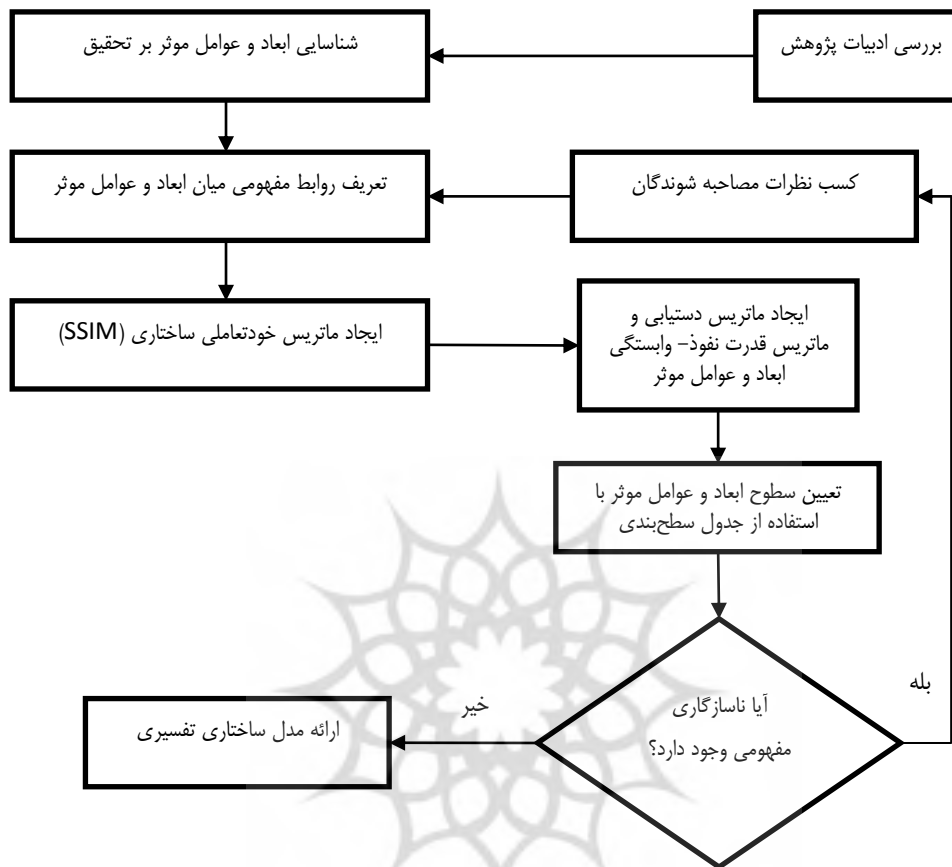 بررسی ادبیات پژوهش
شناسایی ابعاد و عوامل موثر بر تحقیق
کسب نظرات مصاحبه شوندگان
تعریف روابط مفهومی میان ابعاد و عوامل موثر
ایجاد ماتریس خودتعاملی ساختاری (SSIM)
ایجاد ماتریس دستیابی و
ماتریس قدرت نفوذ– وابستگی
ابعاد و عوامل موثر
تعیین سطوح ابعاد و عوامل موثر با
استفاده از جدول سطح‌بندی
آیا ناسازگاری
مفهومی وجود دارد؟
بله
خیر
ارائه مدل ساختاری تفسیری